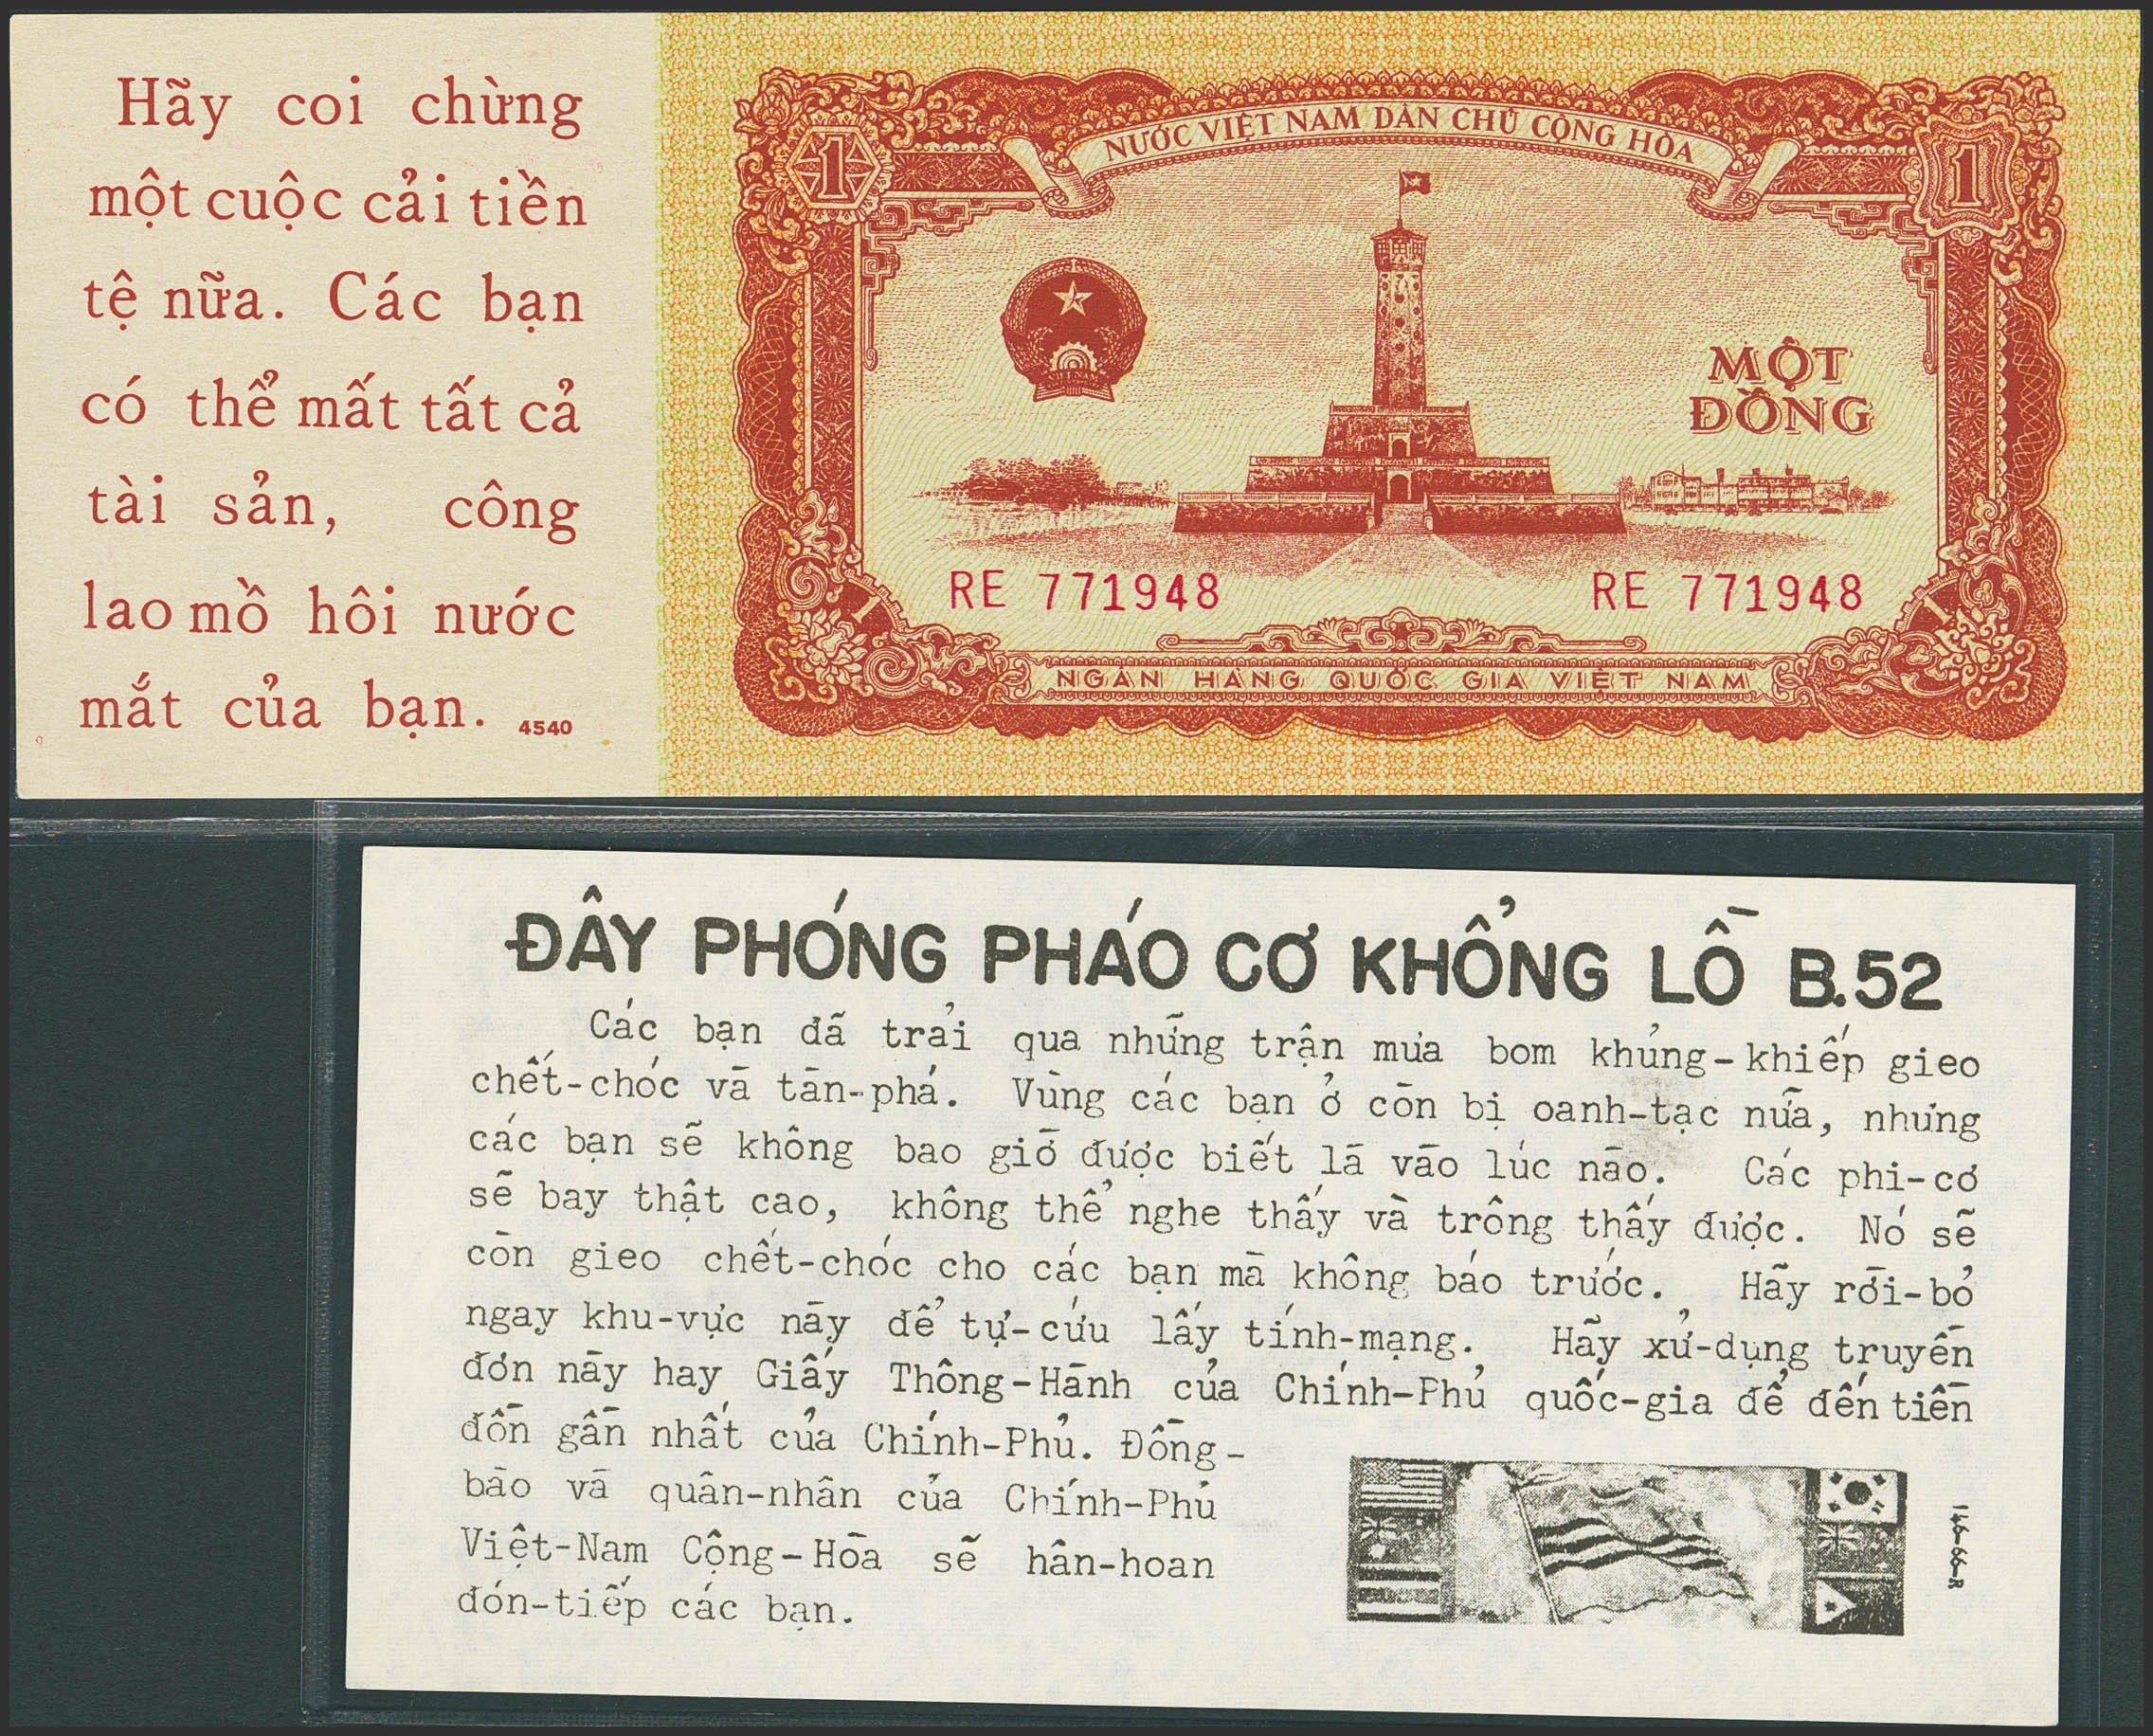 Hãy coi chừng
một cuộc cải tiền
tệ nữa. Các bạn
có thể mất tất cả
tài sản, công
lao mồ hôi nước
mắt của bạn. 4540
NƯỚC VIỆT NAM DÂN CHỦ CỘNG HÒA
1
1
MỘT
ĐỒNG
RE 771948
RE 771948
1
1
NGÂN HÀNG QUỐC GIA VIỆT NAM
ĐÂY PHÓNG PHÁO CƠ KHỔNG LỒ B.52
Các bạn đã trải qua những trận mưa bom khủng-khiếp gieo
chết-chóc và tàn-phá. Vùng các bạn ở còn bị oanh-tạc nữa, nhưng
các bạn sẽ không bao giờ được biết là vào lúc nào. Các phi-cơ
sẽ bay thật cao, không thể nghe thấy và trông thấy được. Nó sẽ
còn gieo chết-chóc cho các bạn mà không báo trước. Hãy rời-bỏ
ngay khu-vực này để tự-cứu lấy tính-mạng. Hãy xử-dụng truyền
đơn này hay Giấy Thông-Hành của Chính-Phủ quốc-gia để đến tiền
đồn gần nhất của Chính-Phủ. Đồng-
bào và quân-nhân của Chính-Phủ
Việt-Nam Cộng-Hòa sẽ hân-hoan
đón-tiếp các bạn.
146-66-R